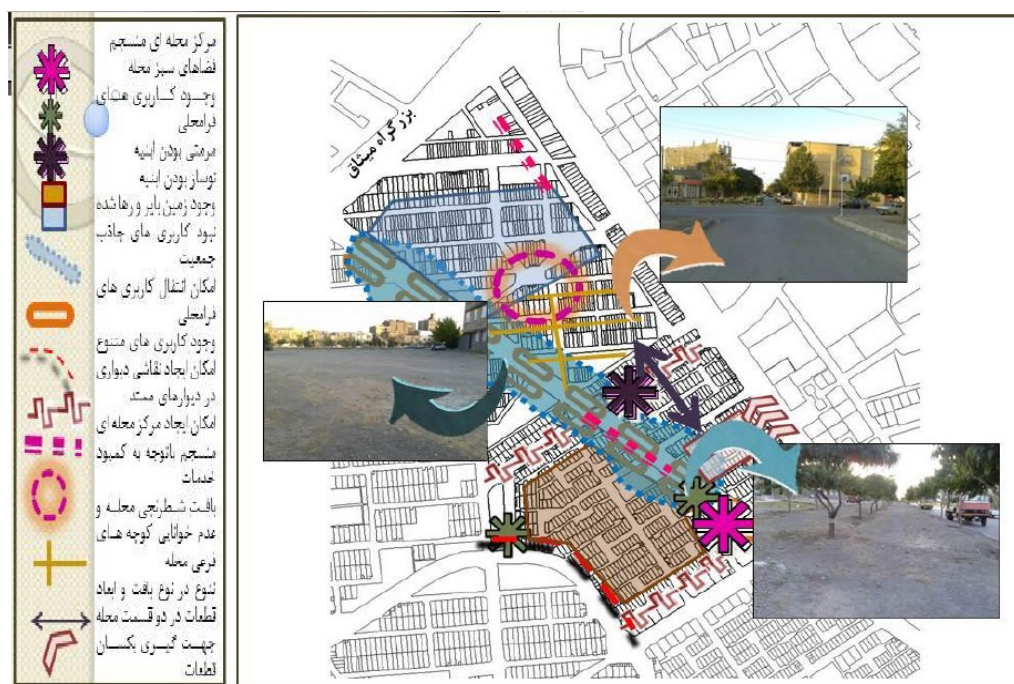 مرکز محله ای منسجم
فضاهای سبز محله
وجود کاربری های
فرامحلی
مرمتی بودن ابنیه
نوساز بودن ابنیه
وجود زمین بایر و رها شده
نبود کاربری های جاذب
جمعیت
امکان انتقال کاربری های
فرامحلی
وجود کاربری های متنوع
امکان ایجاد نقاشی دیواری
در دیوارهای ممتد
امکان ایجاد مرکز محله ای
منسجم باتوجه به کمبود
خدمات
بافت شطرنجی محله و
عدم خوانایی کوچه های
فرعی محله
تنوع در نوع بافت و ابعاد
قطعات در دو قسمت محله
جهت گیری یکسان
قطعات
بزرگراه میثاق